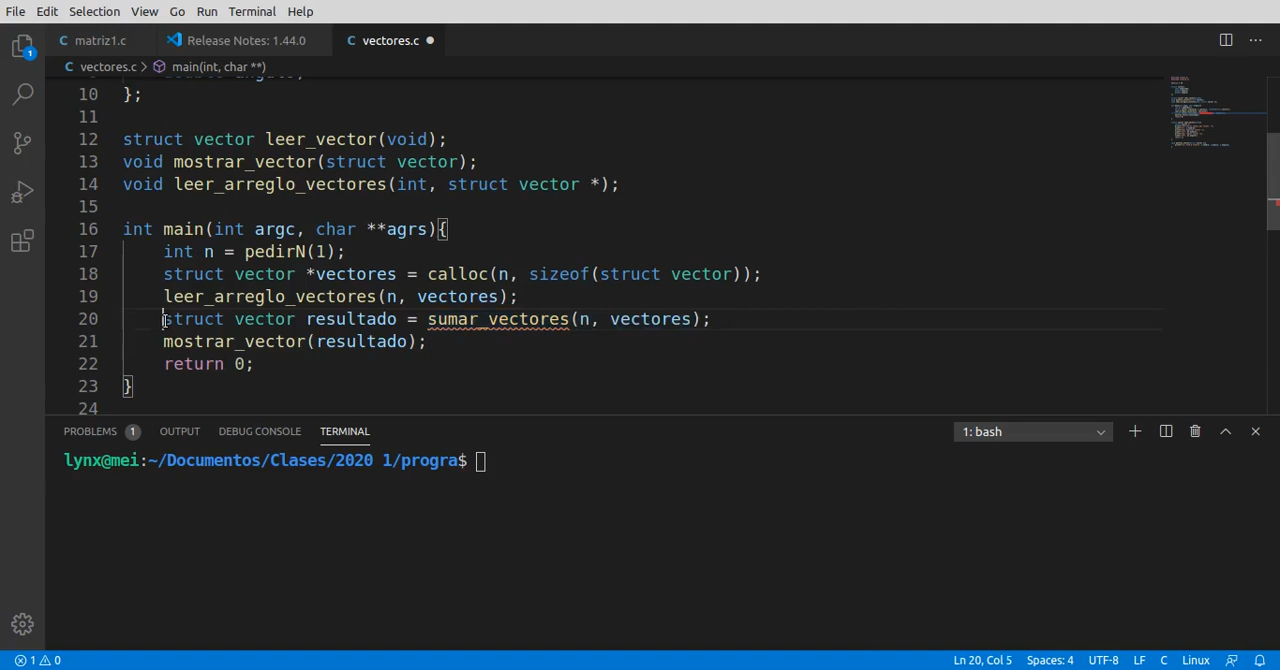 File Edit Selection View Go Run Terminal Help
1
C matriz1.c Release Notes: 1.44.0 C vectores.c
C vectores.c > main(int, char **)
10 };
11
12 struct vector leer_vector(void);
13 void mostrar_vector(struct vector);
14 void leer_arreglo_vectores(int, struct vector *);
15
16 int main(int argc, char **agrs){
17 int n = pedirN(1);
18 struct vector *vectores = calloc(n, sizeof(struct vector));
19 leer_arreglo_vectores(n, vectores);
20 struct vector resultado = sumar_vectores(n, vectores);
21 mostrar_vector(resultado);
22 return 0;
23 }
24
PROBLEMS 1 OUTPUT DEBUG CONSOLE TERMINAL 1: bash
lynx@mei:~/Documentos/Clases/2020 1/progra$
1 0 Ln 20, Col 5 Spaces: 4 UTF-8 LF C Linux